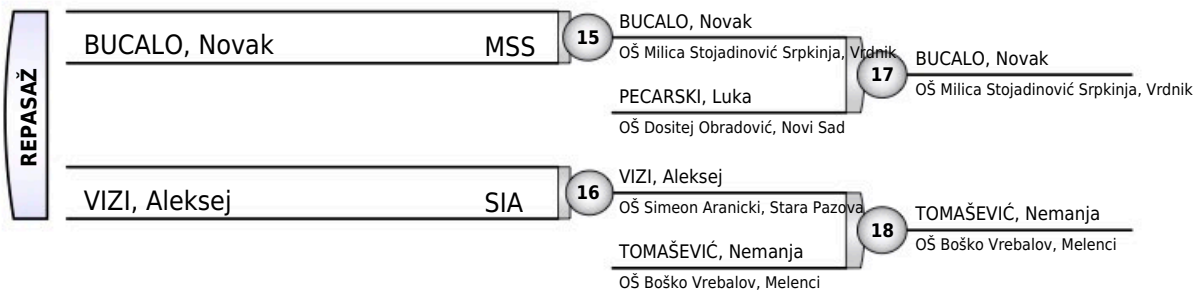 REPASAŽ
BUCALO, Novak MSS
15
BUCALO, Novak
OŠ Milica Stojadinović Srpkinja, Vrdnik
PECARSKI, Luka
OŠ Dositej Obradović, Novi Sad
17
BUCALO, Novak
OŠ Milica Stojadinović Srpkinja, Vrdnik
VIZI, Aleksej SIA
16
VIZI, Aleksej
OŠ Simeon Aranicki, Stara Pazova
TOMAŠEVIĆ, Nemanja
OŠ Boško Vrebalov, Melenci
18
TOMAŠEVIĆ, Nemanja
OŠ Boško Vrebalov, Melenci